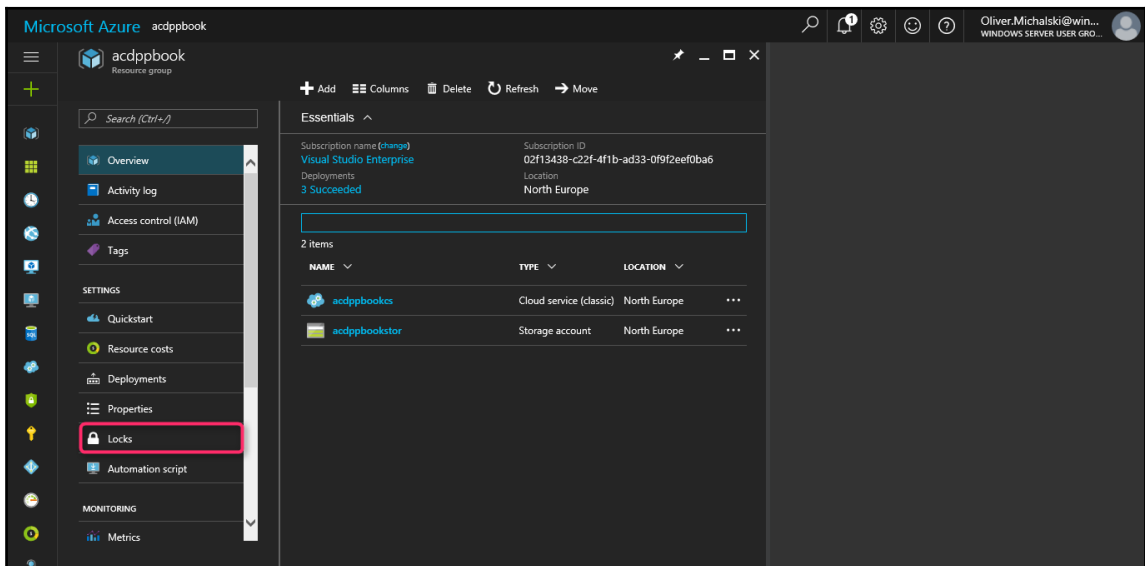 Microsoft Azure acdppbook
Oliver.Michalski@win...
WINDOWS SERVER USER GRO...
1
acdppbook
Resource group
Add Columns Delete Refresh Move
Search (Ctrl+/)
Overview
Activity log
Access control (IAM)
Tags
SETTINGS
Quickstart
Resource costs
Deployments
Properties
Locks
Automation script
MONITORING
Metrics
Essentials
Subscription name (change) Subscription ID
Visual Studio Enterprise 02f13438-c22f-4f1b-ad33-0f9f2eef0ba6
Deployments Location
3 Succeeded North Europe
2 items
NAME TYPE LOCATION
acdppbookcs Cloud service (classic) North Europe ...
acdppbookstor Storage account North Europe ...
SQL